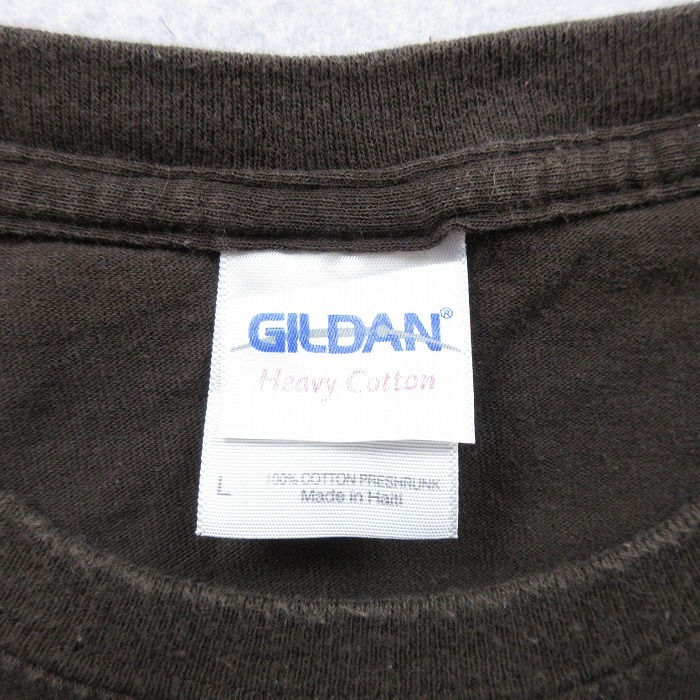 GILDAN®
Heavy Cotton
L
100% COTTON PRESHRUNK
Made in Haiti